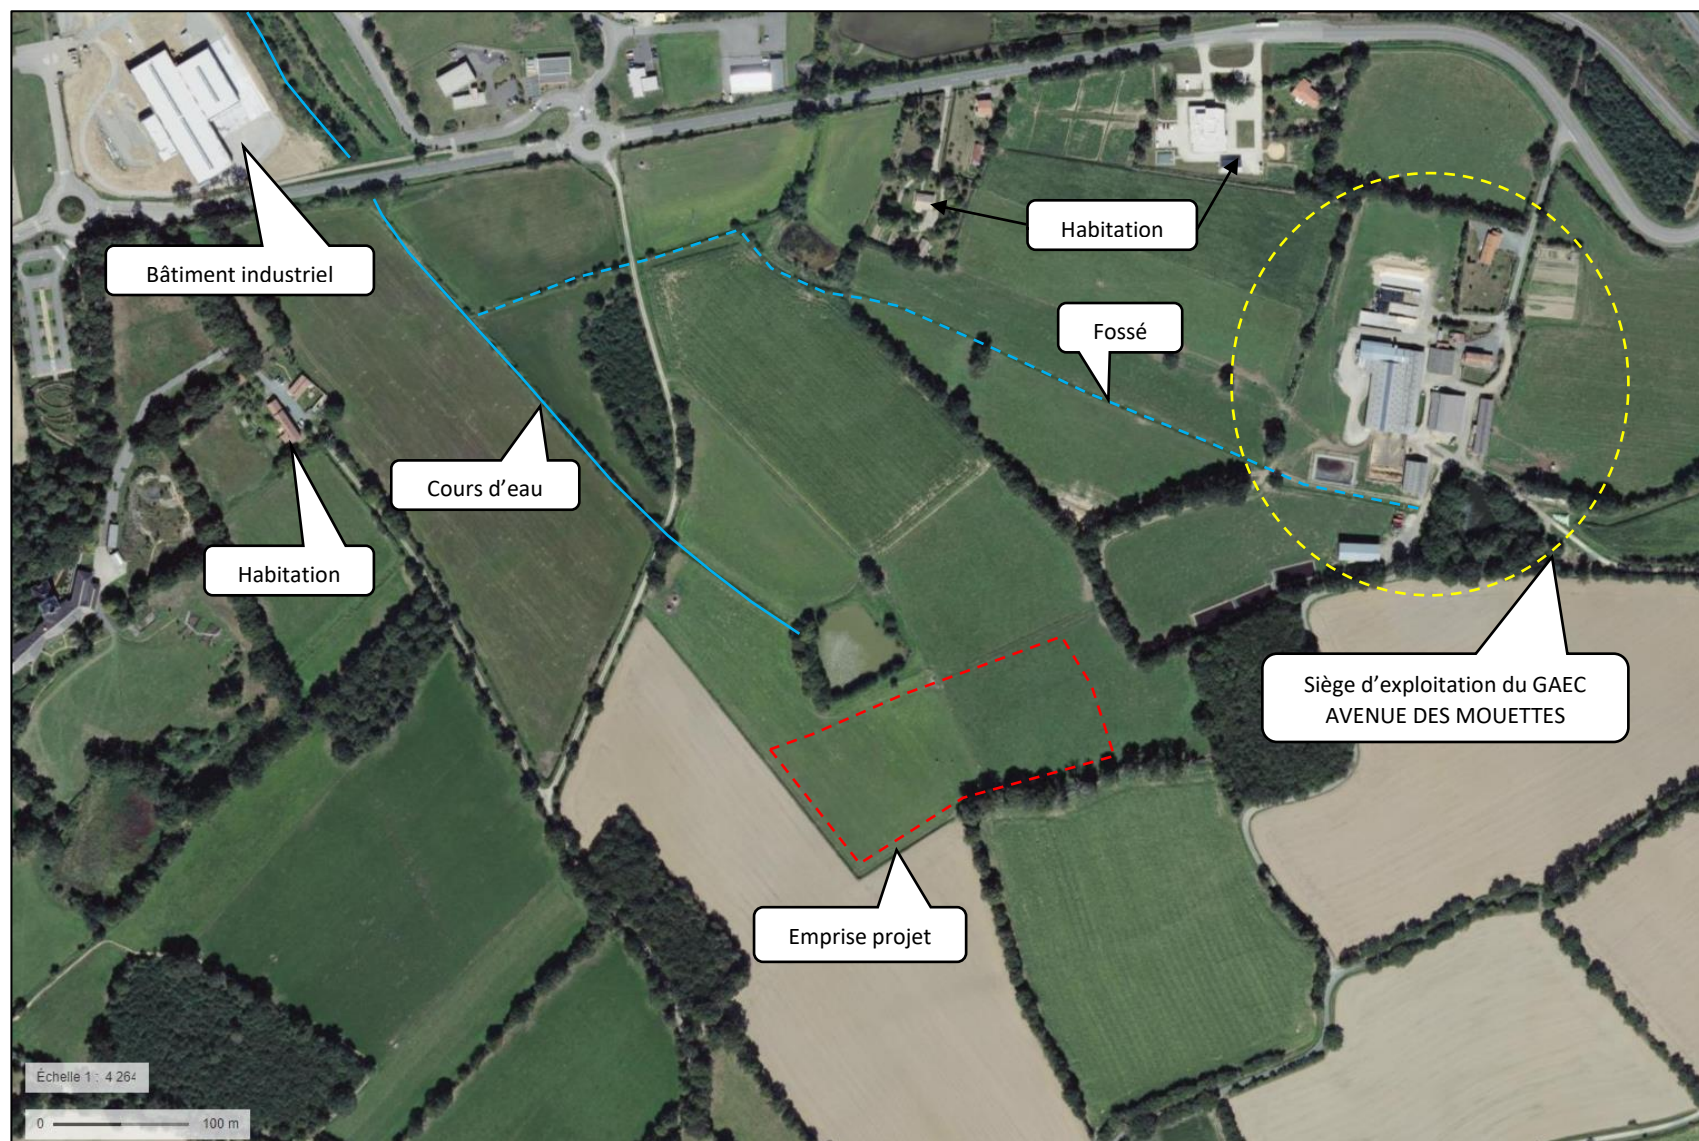 Bâtiment industriel
Habitation
Fossé
Cours d’eau
Habitation
Siège d’exploitation du GAEC
AVENUE DES MOUETTES
Emprise projet
Échelle 1 : 4 264
0 100 m